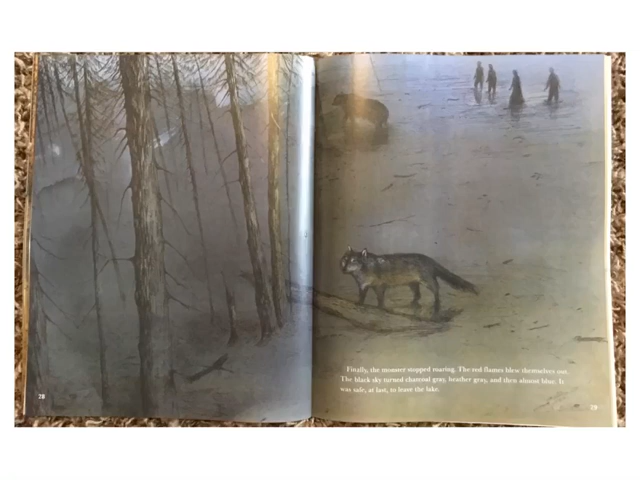 Finally, the monster stopped roaring. The red flames blew themselves out.
The black sky turned charcoal gray, heather gray, and then almost blue. It
was safe, at last, to leave the lake.
28
29